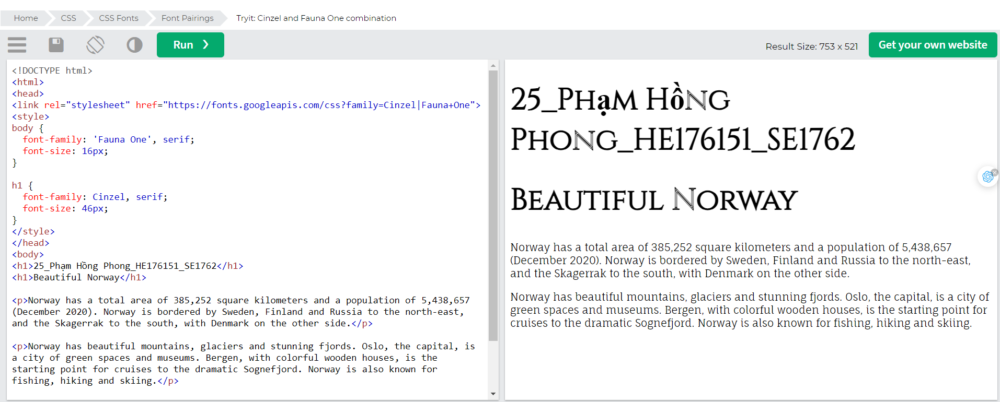 Home CSS CSS Fonts Font Pairings Tryit: Cinzel and Fauna One combination
Run ❯ Result Size: 753 x 521 Get your own website
<!DOCTYPE html>
<html>
<head>
<link rel="stylesheet" href="https://fonts.googleapis.com/css?family=Cinzel|Fauna+One">
<style>
body {
  font-family: 'Fauna One', serif;
  font-size: 16px;
}

h1 {
  font-family: Cinzel, serif;
  font-size: 46px;
}
</style>
</head>
<body>
<h1>25_Phạm Hồng Phong_HE176151_SE1762</h1>
<h1>Beautiful Norway</h1>

<p>Norway has a total area of 385,252 square kilometers and a population of 5,438,657
(December 2020). Norway is bordered by Sweden, Finland and Russia to the north-east,
and the Skagerrak to the south, with Denmark on the other side.</p>

<p>Norway has beautiful mountains, glaciers and stunning fjords. Oslo, the capital, is
a city of green spaces and museums. Bergen, with colorful wooden houses, is the
starting point for cruises to the dramatic Sognefjord. Norway is also known for
fishing, hiking and skiing.</p>

25_Phạm Hồng
Phong_HE176151_SE1762
Beautiful Norway
Norway has a total area of 385,252 square kilometers and a population of 5,438,657
(December 2020). Norway is bordered by Sweden, Finland and Russia to the north-east,
and the Skagerrak to the south, with Denmark on the other side.
Norway has beautiful mountains, glaciers and stunning fjords. Oslo, the capital, is a city of
green spaces and museums. Bergen, with colorful wooden houses, is the starting point for
cruises to the dramatic Sognefjord. Norway is also known for fishing, hiking and skiing.